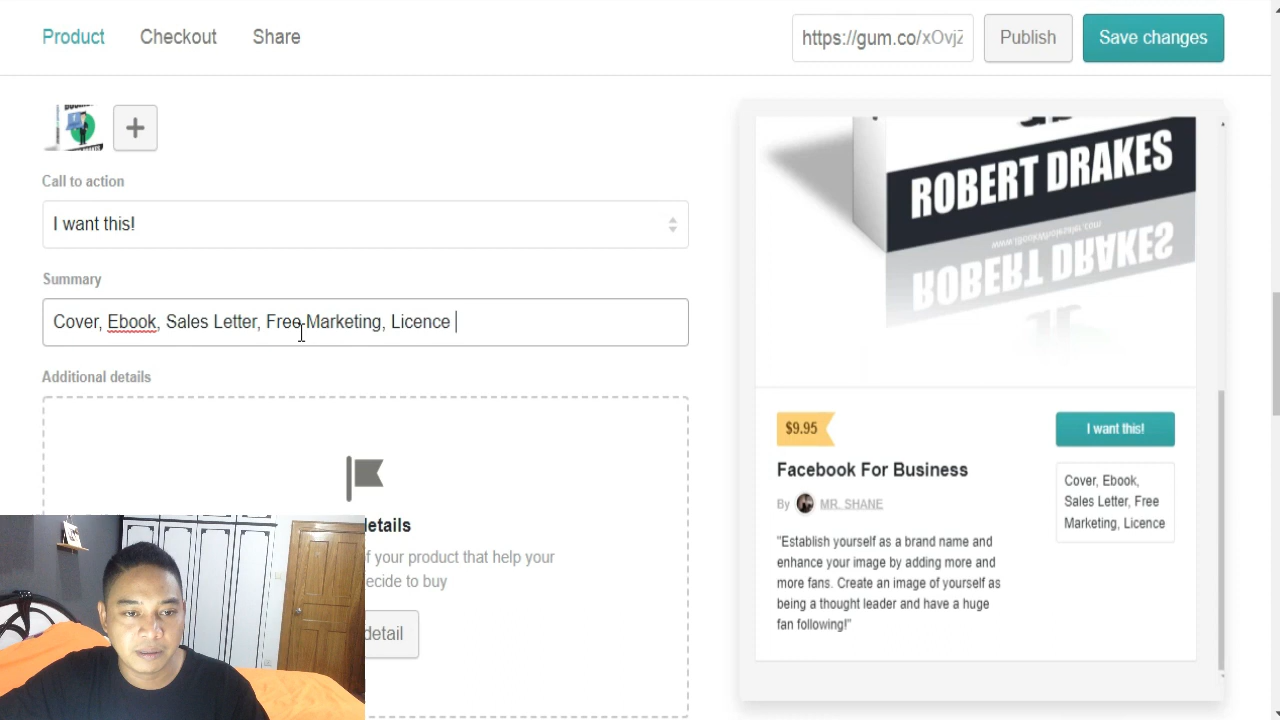 Product
Checkout
Share
https://gum.co/xOvjZ
Publish
Save changes
Call to action
I want this!
Summary
Cover, Ebook, Sales Letter, Free Marketing, Licence
Additional details
details
f your product that help your
ecide to buy
detail
ROBERT DRAKES
ROBERT DRAKES
$9.95
I want this!
Facebook For Business
By MR. SHANE
Cover, Ebook,
Sales Letter, Free
Marketing, Licence
"Establish yourself as a brand name and
enhance your image by adding more and
more fans. Create an image of yourself as
being a thought leader and have a huge
fan following!"